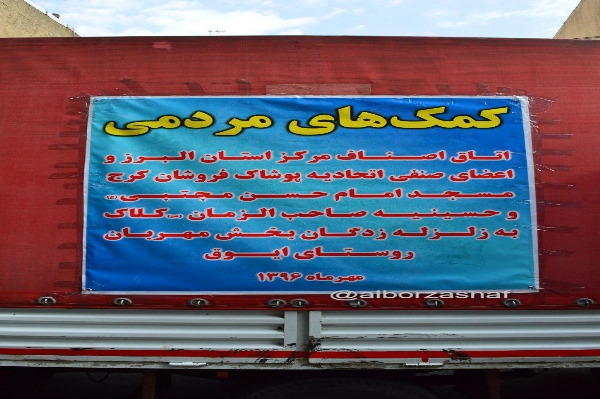 کمک‌های مردمی
اتاق اصناف مرکز استان البرز و
اعضای صنفی اتحادیه پوشاک فروشان کرج
مسجد امام حسن مجتبی(ع)
و حسینیه صاحب الزمان (عج) کلاک
به زلزله زدگان بخش مهربان
روستای ایوق
مهرماه ۱۳۹۶
@alborzasnaf